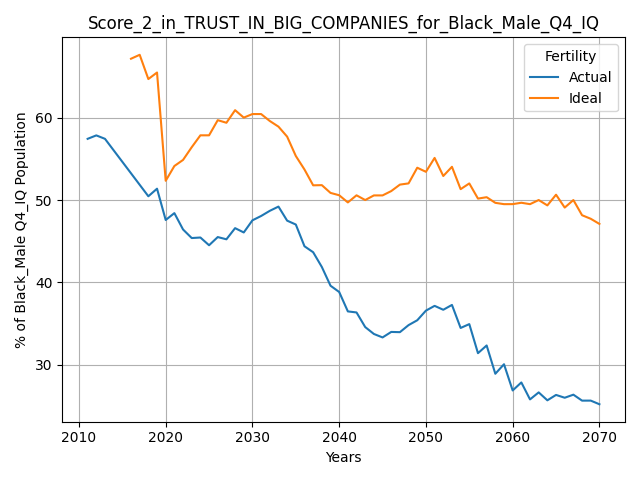 Score_2_in_TRUST_IN_BIG_COMPANIES_for_Black_Male_Q4_IQ
Fertility
Actual
Ideal
% of Black_Male Q4_IQ Population
60
50
40
30
2010 2020 2030 2040 2050 2060 2070
Years